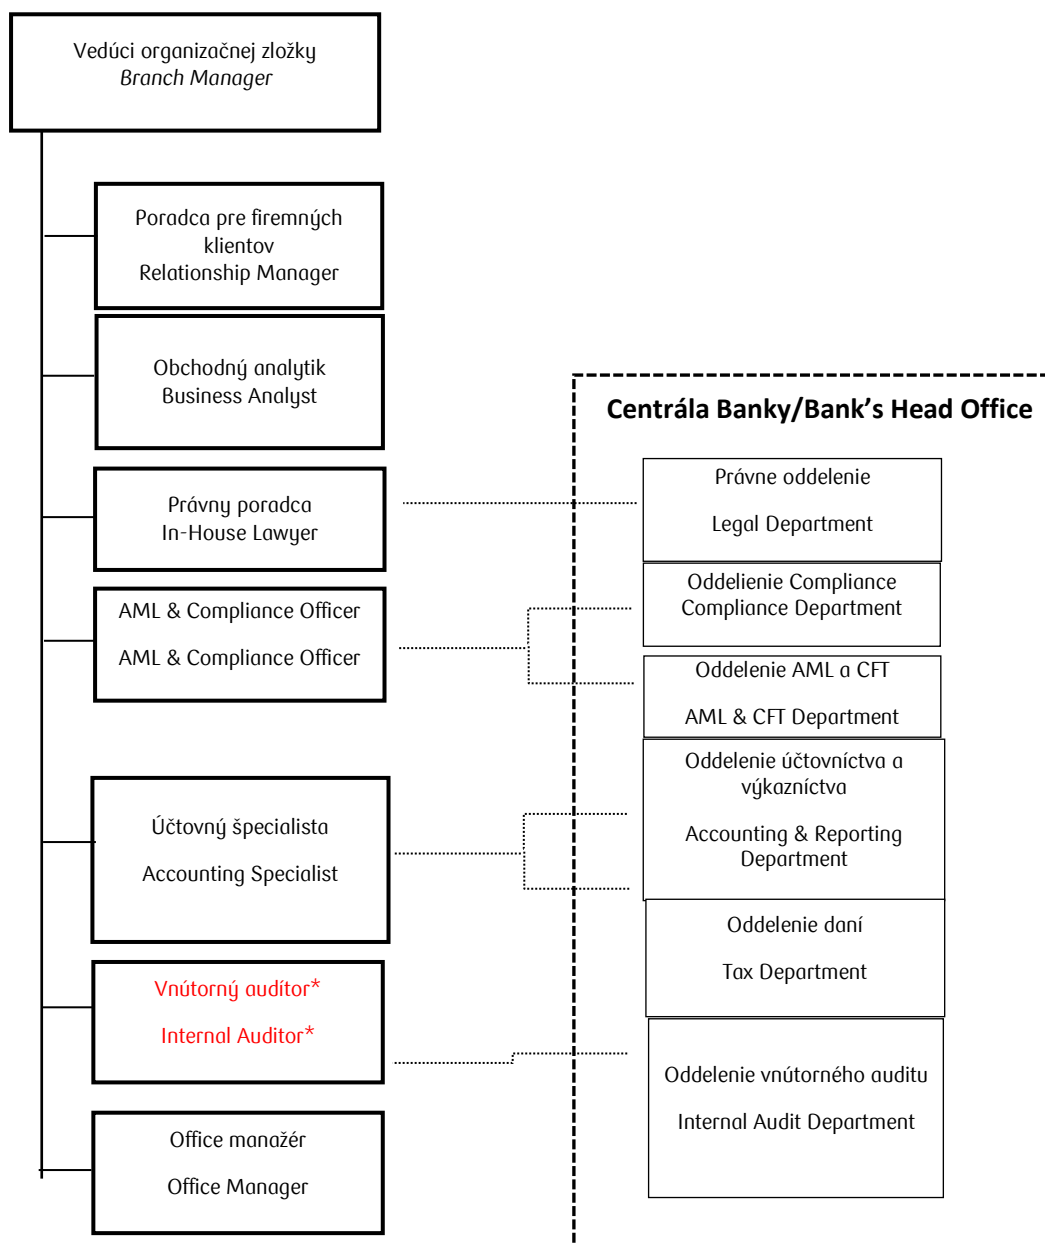 Vedúci organizačnej zložky
Branch Manager
Poradca pre firemných
klientov
Relationship Manager
Obchodný analytik
Business Analyst
Právny poradca
In-House Lawyer
AML & Compliance Officer
AML & Compliance Officer
Účtovný špecialista
Accounting Specialist
Vnútorný audítor*
Internal Auditor*
Office manažér
Office Manager
Centrála Banky/Bank’s Head Office
Právne oddelenie
Legal Department
Oddelienie Compliance
Compliance Department
Oddelenie AML a CFT
AML & CFT Department
Oddelenie účtovníctva a
výkazníctva
Accounting & Reporting
Department
Oddelenie daní
Tax Department
Oddelenie vnútorného auditu
Internal Audit Department